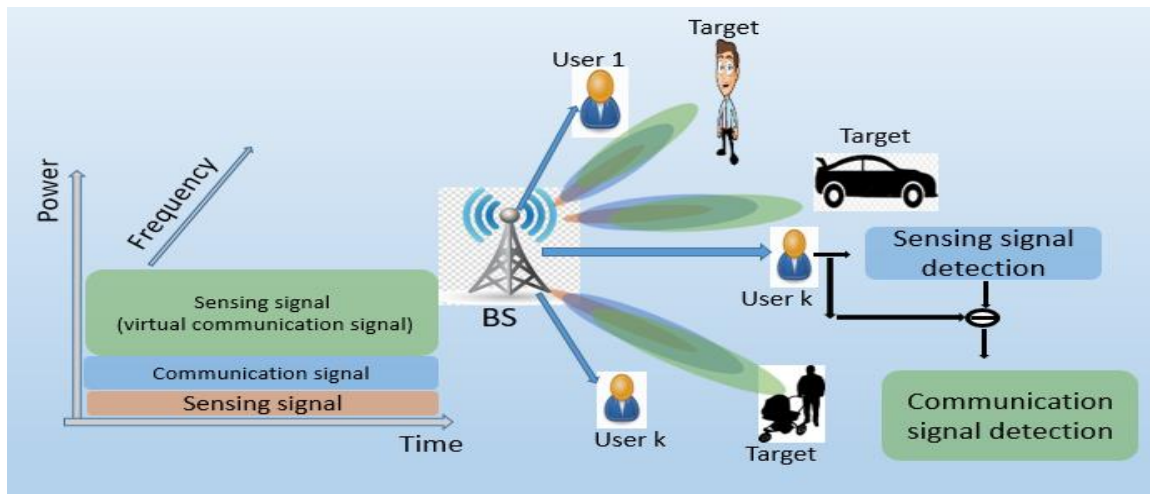 Target
User 1
Target
Power
Frequency
Sensing signal
detection
User k
BS
Sensing signal
(virtual communication signal)
Communication signal
Sensing signal
Time
User k
Target
Communication
signal detection